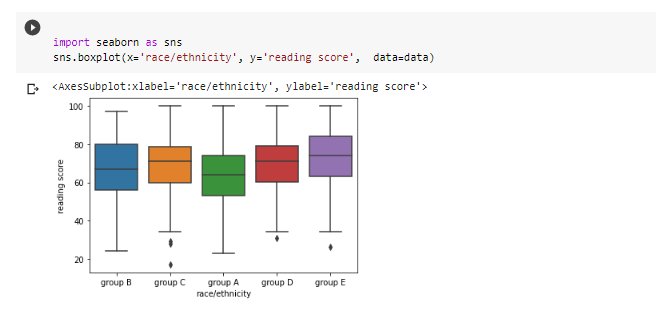 import seaborn as sns
sns.boxplot(x='race/ethnicity', y='reading score',  data=data)
<AxesSubplot:xlabel='race/ethnicity', ylabel='reading score'>
100
80
60
40
20
reading score
group B group C group A group D group E
race/ethnicity